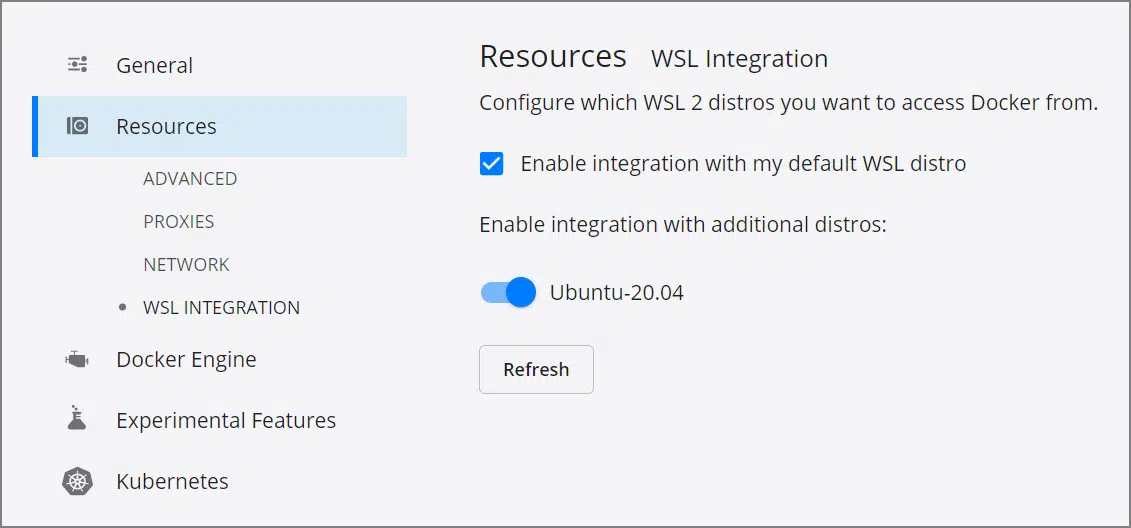 General
Resources
ADVANCED
PROXIES
NETWORK
WSL INTEGRATION
Docker Engine
Experimental Features
Kubernetes
Resources WSL Integration
Configure which WSL 2 distros you want to access Docker from.
Enable integration with my default WSL distro
Enable integration with additional distros:
Ubuntu-20.04
Refresh